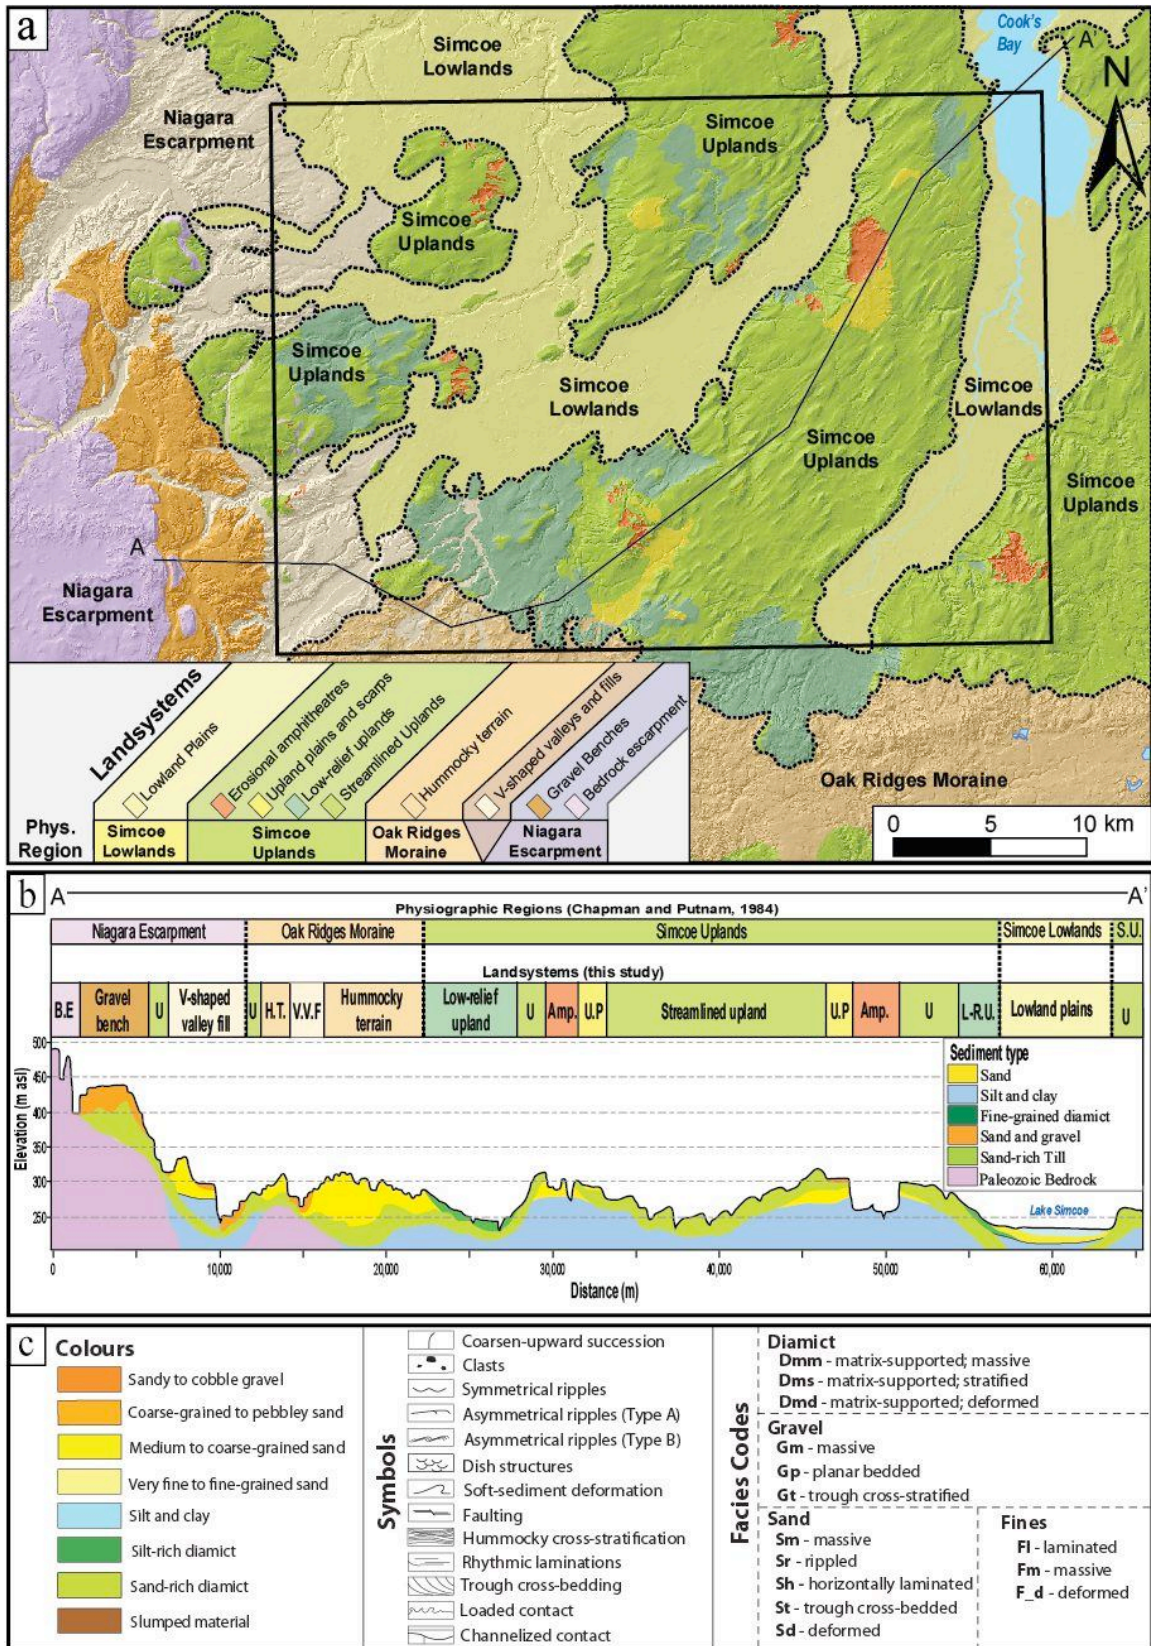 a
Simcoe
Lowlands
Cook's
Bay
A'
N
Niagara
Escarpment
Simcoe
Uplands
Simcoe
Uplands
Simcoe
Uplands
Simcoe
Lowlands
Simcoe
Lowlands
Simcoe
Uplands
Simcoe
Uplands
A
Niagara
Escarpment
Oak Ridges Moraine
0 5 10 km
Landsystems
Lowland Plains
Erosional amphitheatres
Upland plains and scarps
Low-relief uplands
Streamlined Uplands
Hummocky terrain
V-shaped valleys and fills
Gravel Benches
Bedrock escarpment
Phys.
Region
Simcoe
Lowlands
Simcoe
Uplands
Oak Ridges
Moraine
Niagara
Escarpment
b
A A'
Physiographic Regions (Chapman and Putnam, 1984)
Niagara Escarpment Oak Ridges Moraine Simcoe Uplands Simcoe Lowlands S.U.
Landsystems (this study)
B.E Gravel bench U V-shaped valley fill U H.T. V.V.F Hummocky terrain Low-relief upland U Amp. U.P Streamlined upland U.P Amp. U L-R.U. Lowland plains U
Elevation (m asl)
500
450
400
350
300
250
Sediment type
Sand
Silt and clay
Fine-grained diamict
Sand and gravel
Sand-rich Till
Paleozoic Bedrock
Lake Simcoe
0 10,000 20,000 30,000 40,000 50,000 60,000
Distance (m)
c
Colours
Sandy to cobble gravel
Coarse-grained to pebbley sand
Medium to coarse-grained sand
Very fine to fine-grained sand
Silt and clay
Silt-rich diamict
Sand-rich diamict
Slumped material
Symbols
Coarsen-upward succession
Clasts
Symmetrical ripples
Asymmetrical ripples (Type A)
Asymmetrical ripples (Type B)
Dish structures
Soft-sediment deformation
Faulting
Hummocky cross-stratification
Rhythmic laminations
Trough cross-bedding
Loaded contact
Channelized contact
Facies Codes
Diamict
Dmm - matrix-supported; massive
Dms - matrix-supported; stratified
Dmd - matrix-supported; deformed
Gravel
Gm - massive
Gp - planar bedded
Gt - trough cross-stratified
Sand
Sm - massive
Sr - rippled
Sh - horizontally laminated
St - trough cross-bedded
Sd - deformed
Fines
Fl - laminated
Fm - massive
F_d - deformed